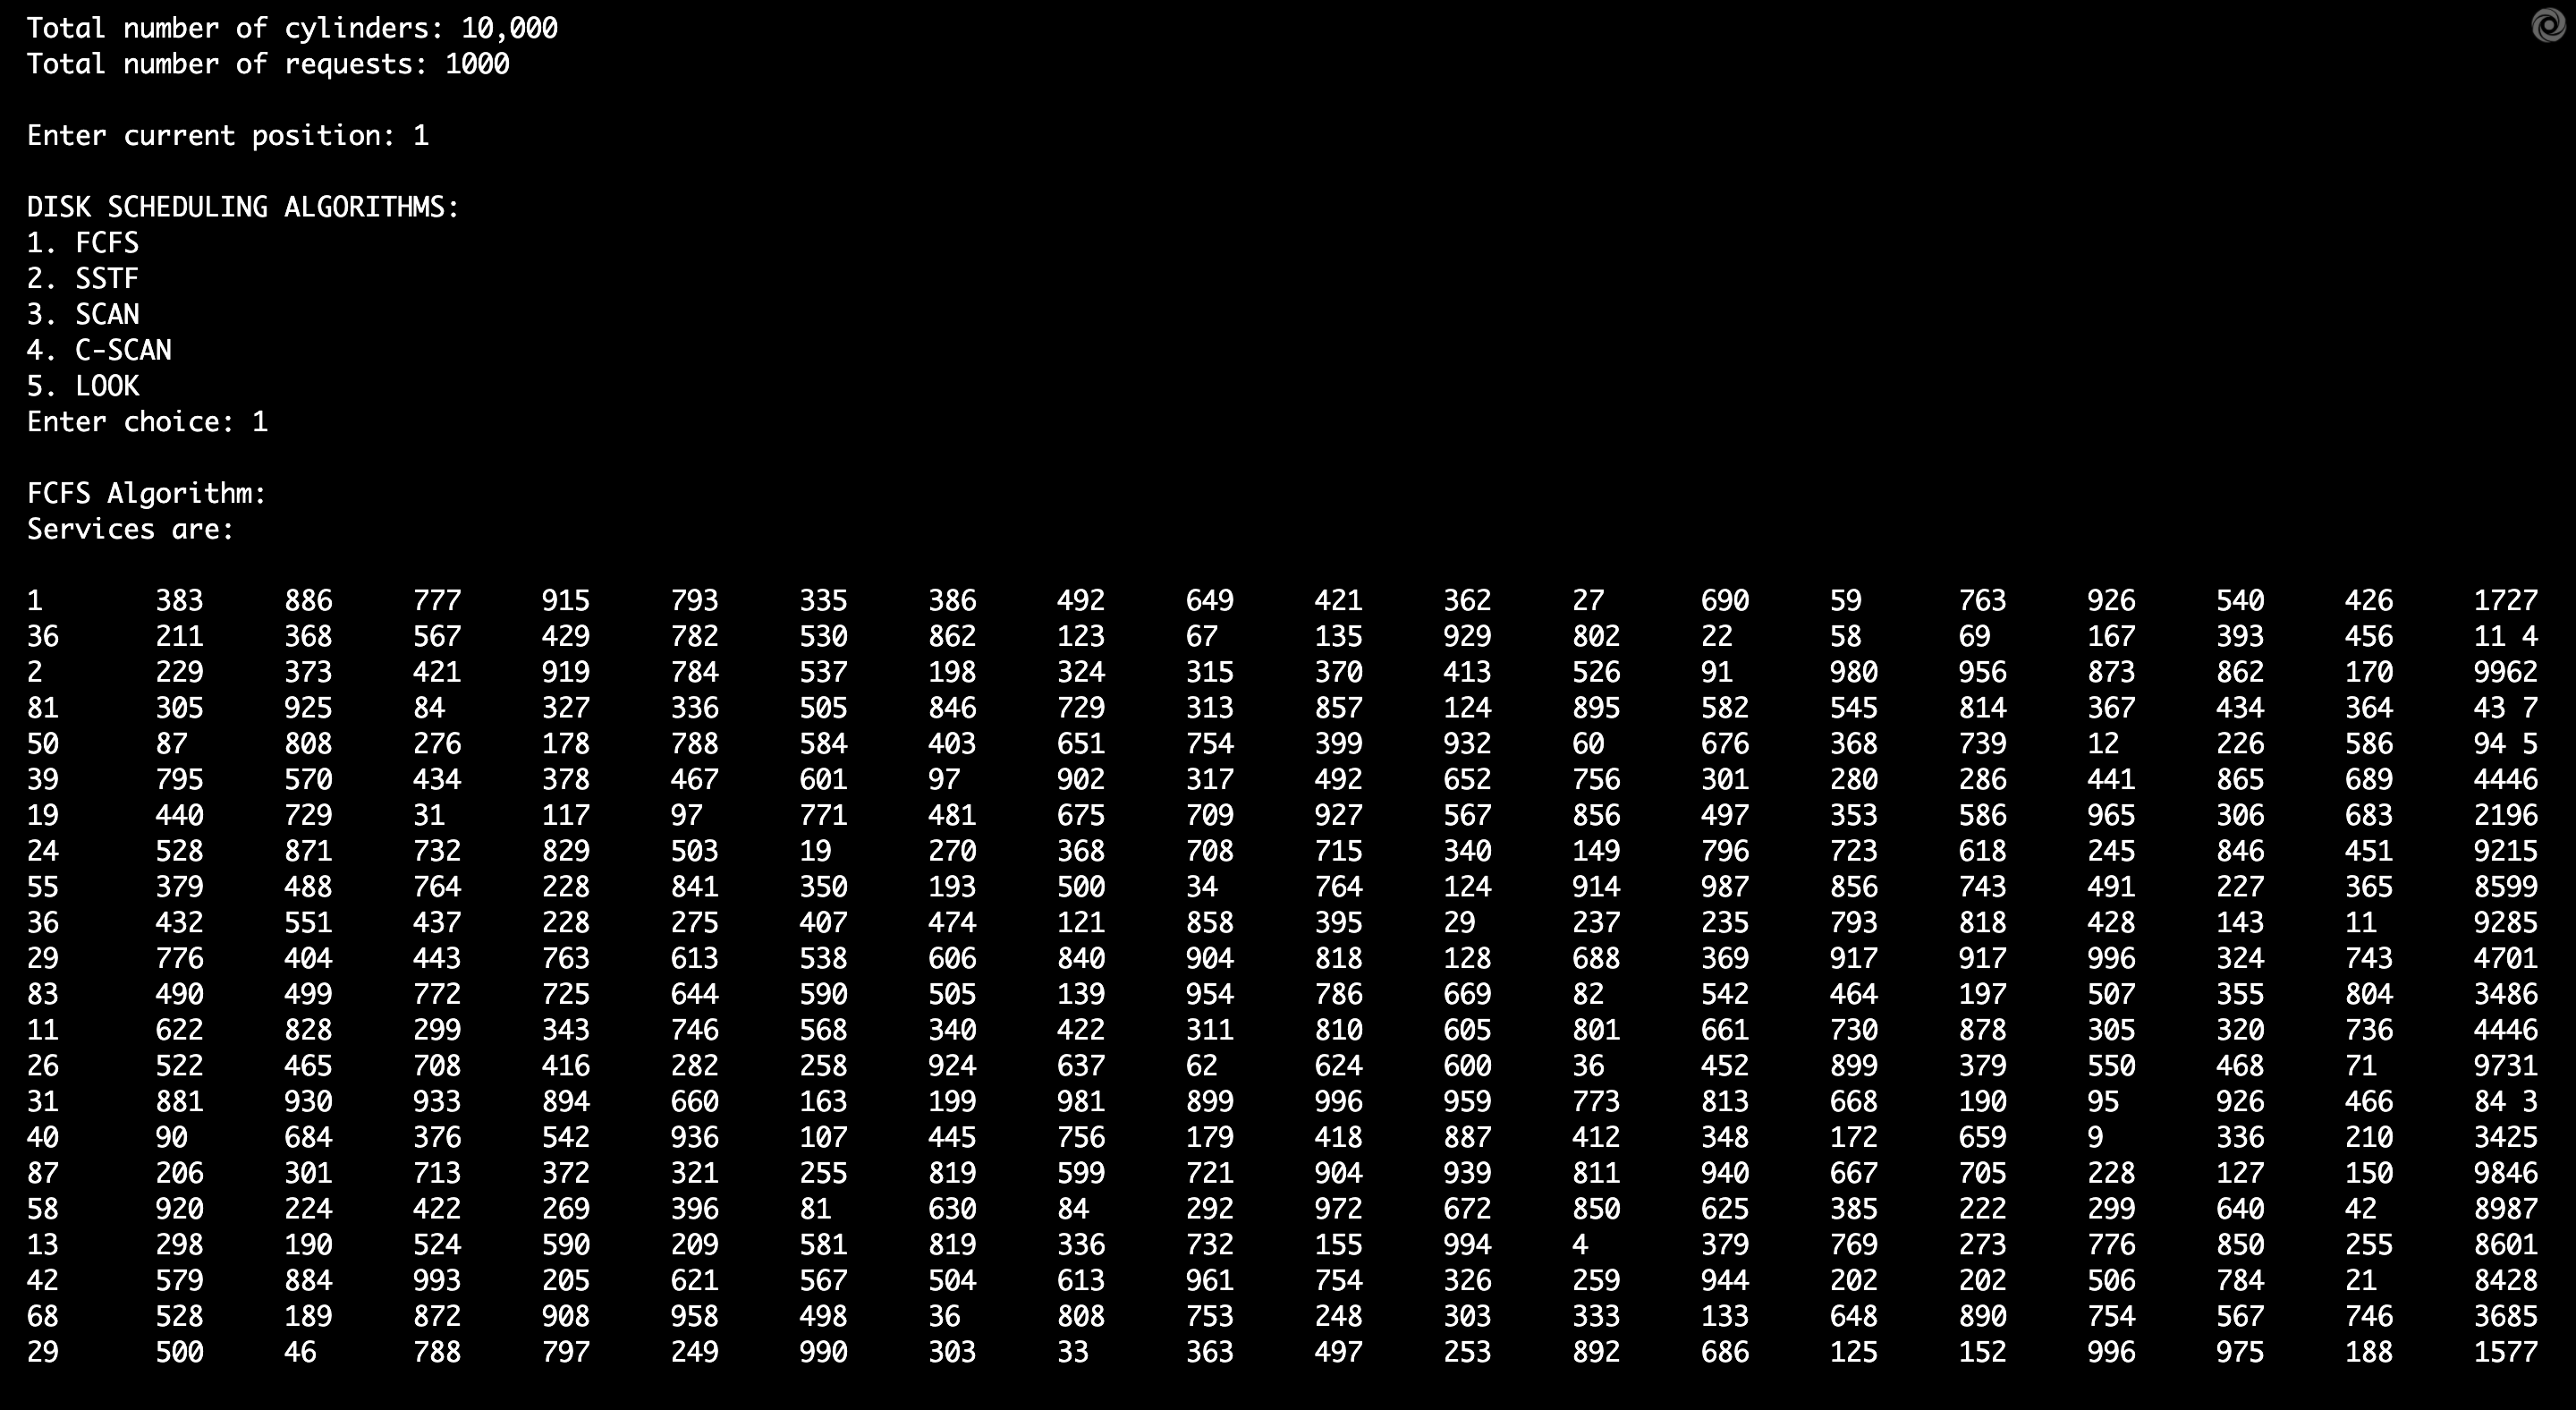 Total number of cylinders: 10,000
Total number of requests: 1000
Enter current position: 1
DISK SCHEDULING ALGORITHMS:
1. FCFS
2. SSTF
3. SCAN
4. C-SCAN
5. LOOK
Enter choice: 1
FCFS Algorithm:
Services are:
1 383 886 777 915 793 335 386 492 649 421 362 27 690 59 763 926 540 426 1727
36 211 368 567 429 782 530 862 123 67 135 929 802 22 58 69 167 393 456 11 4
2 229 373 421 919 784 537 198 324 315 370 413 526 91 980 956 873 862 170 9962
81 305 925 84 327 336 505 846 729 313 857 124 895 582 545 814 367 434 364 43 7
50 87 808 276 178 788 584 403 651 754 399 932 60 676 368 739 12 226 586 94 5
39 795 570 434 378 467 601 97 902 317 492 652 756 301 280 286 441 865 689 4446
19 440 729 31 117 97 771 481 675 709 927 567 856 497 353 586 965 306 683 2196
24 528 871 732 829 503 19 270 368 708 715 340 149 796 723 618 245 846 451 9215
55 379 488 764 228 841 350 193 500 34 764 124 914 987 856 743 491 227 365 8599
36 432 551 437 228 275 407 474 121 858 395 29 237 235 793 818 428 143 11 9285
29 776 404 443 763 613 538 606 840 904 818 128 688 369 917 917 996 324 743 4701
83 490 499 772 725 644 590 505 139 954 786 669 82 542 464 197 507 355 804 3486
11 622 828 299 343 746 568 340 422 311 810 605 801 661 730 878 305 320 736 4446
26 522 465 708 416 282 258 924 637 62 624 600 36 452 899 379 550 468 71 9731
31 881 930 933 894 660 163 199 981 899 996 959 773 813 668 190 95 926 466 84 3
40 90 684 376 542 936 107 445 756 179 418 887 412 348 172 659 9 336 210 3425
87 206 301 713 372 321 255 819 599 721 904 939 811 940 667 705 228 127 150 9846
58 920 224 422 269 396 81 630 84 292 972 672 850 625 385 222 299 640 42 8987
13 298 190 524 590 209 581 819 336 732 155 994 4 379 769 273 776 850 255 8601
42 579 884 993 205 621 567 504 613 961 754 326 259 944 202 202 506 784 21 8428
68 528 189 872 908 958 498 36 808 753 248 303 333 133 648 890 754 567 746 3685
29 500 46 788 797 249 990 303 33 363 497 253 892 686 125 152 996 975 188 1577